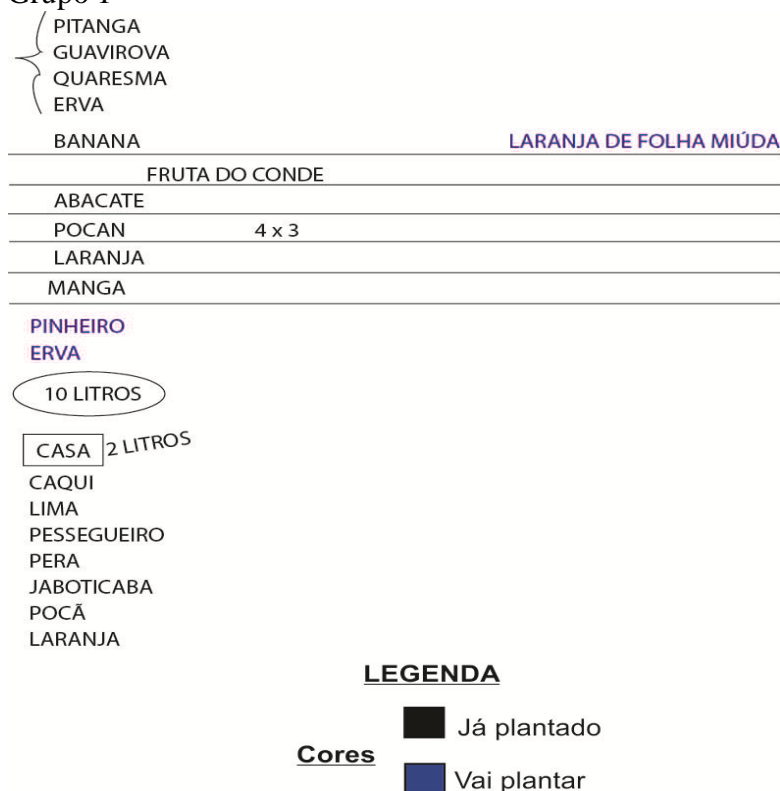 Grupo 1
PITANGA
GUAVIROVA
QUARESMA
ERVA
BANANA LARANJA DE FOLHA MIÚDA
FRUTA DO CONDE
ABACATE
POCAN 4 x 3
LARANJA
MANGA
PINHEIRO
ERVA
10 LITROS
CASA 2 LITROS
CAQUI
LIMA
PESSEGUEIRO
PERA
JABOTICABA
POCÃ
LARANJA
LEGENDA
Já plantado
Cores
Vai plantar